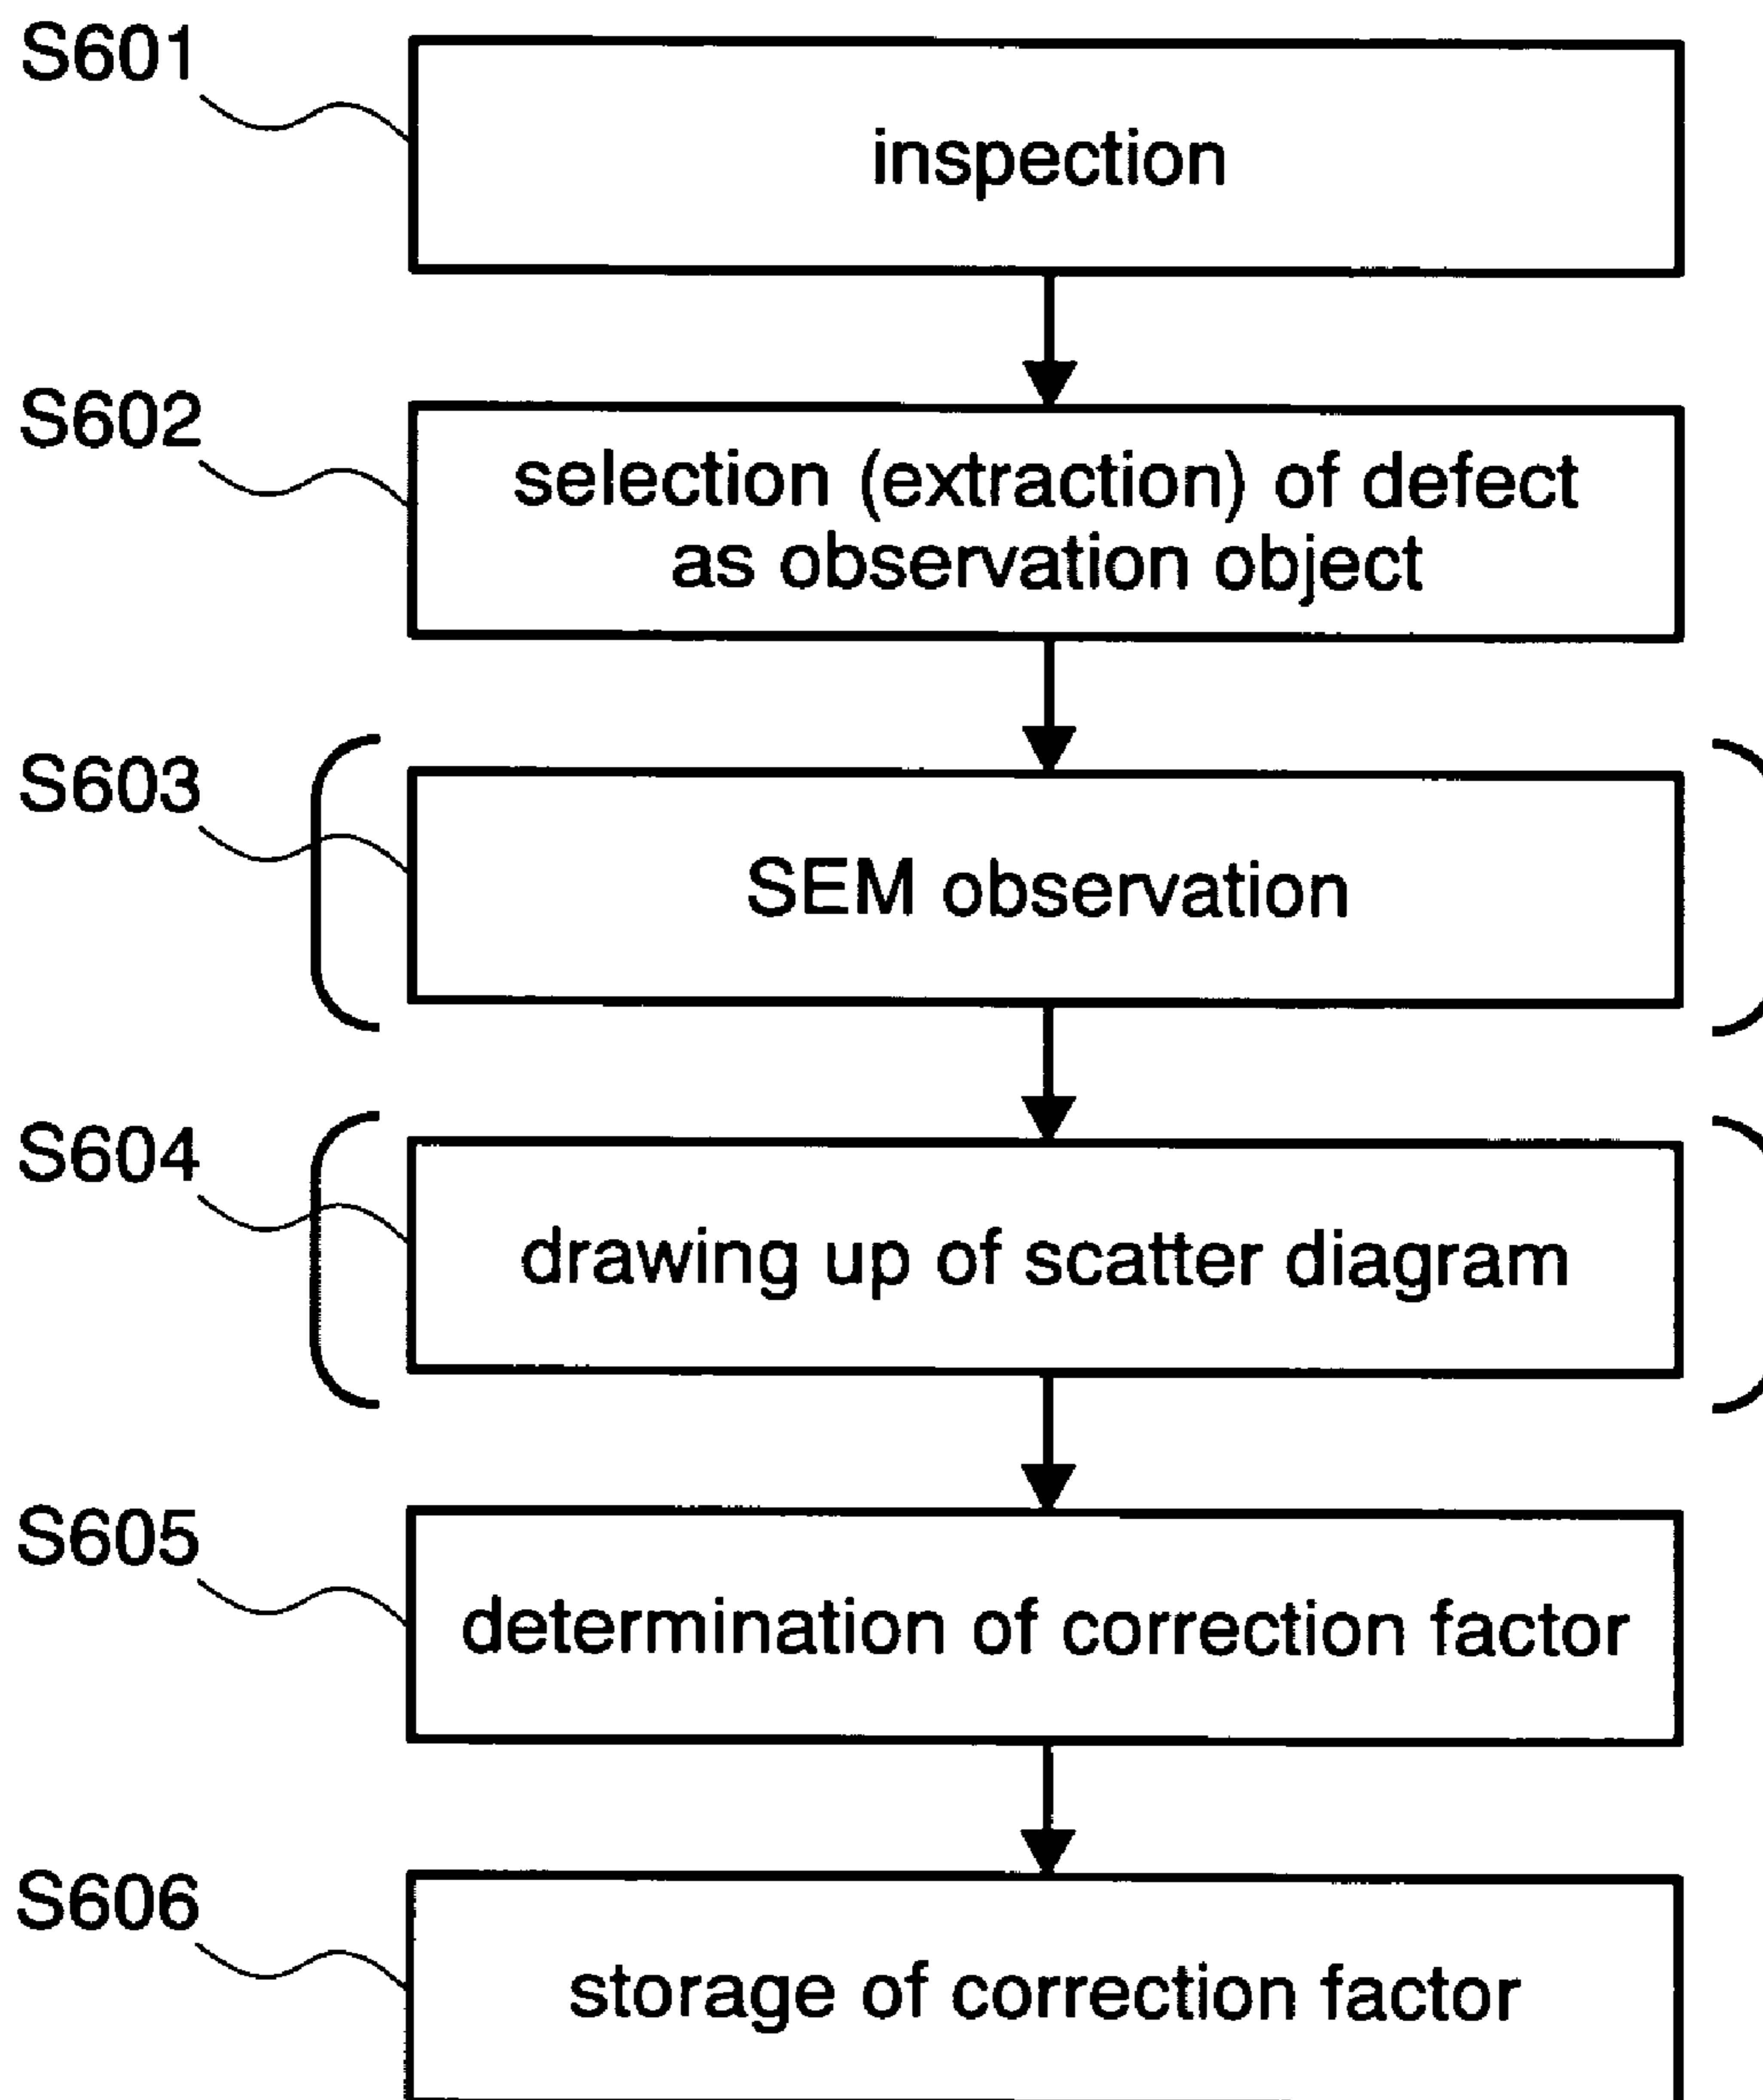 S601
inspection
S602
selection (extraction) of defect
as observation object
S603
SEM observation
S604
drawing up of scatter diagram
S605
determination of correction factor
S606
storage of correction factor